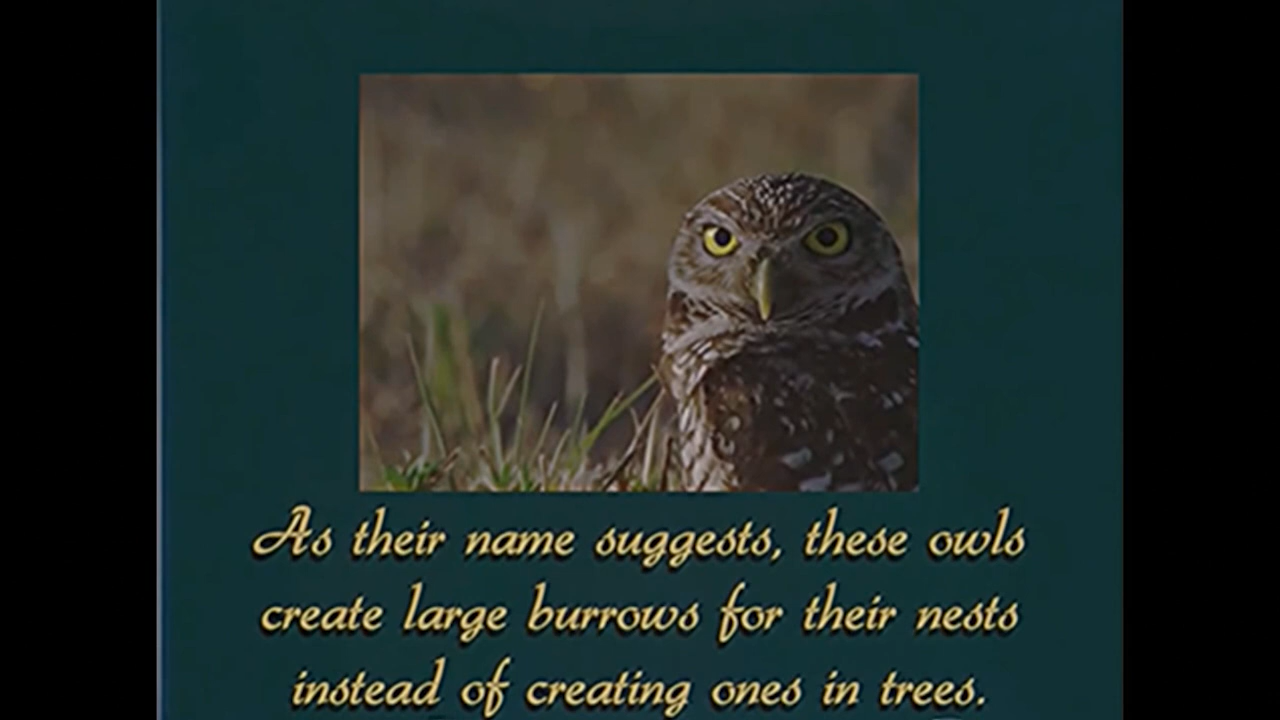 As their name suggests, these owls
create large burrows for their nests
instead of creating ones in trees.